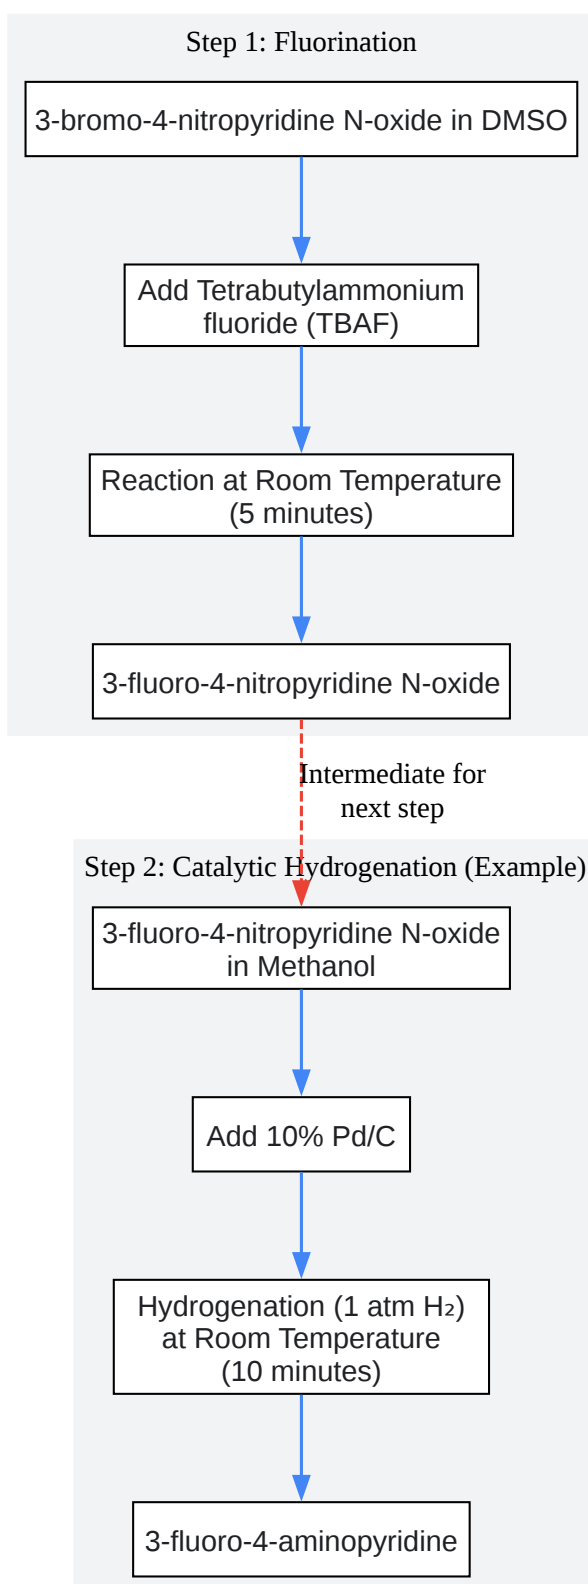 Step 1: Fluorination
3-bromo-4-nitropyridine N-oxide in DMSO
Add Tetrabutylammonium
fluoride (TBAF)
Reaction at Room Temperature
(5 minutes)
3-fluoro-4-nitropyridine N-oxide
Intermediate for
next step
Step 2: Catalytic Hydrogenation (Example)
3-fluoro-4-nitropyridine N-oxide
in Methanol
Add 10% Pd/C
Hydrogenation (1 atm H₂)
at Room Temperature
(10 minutes)
3-fluoro-4-aminopyridine